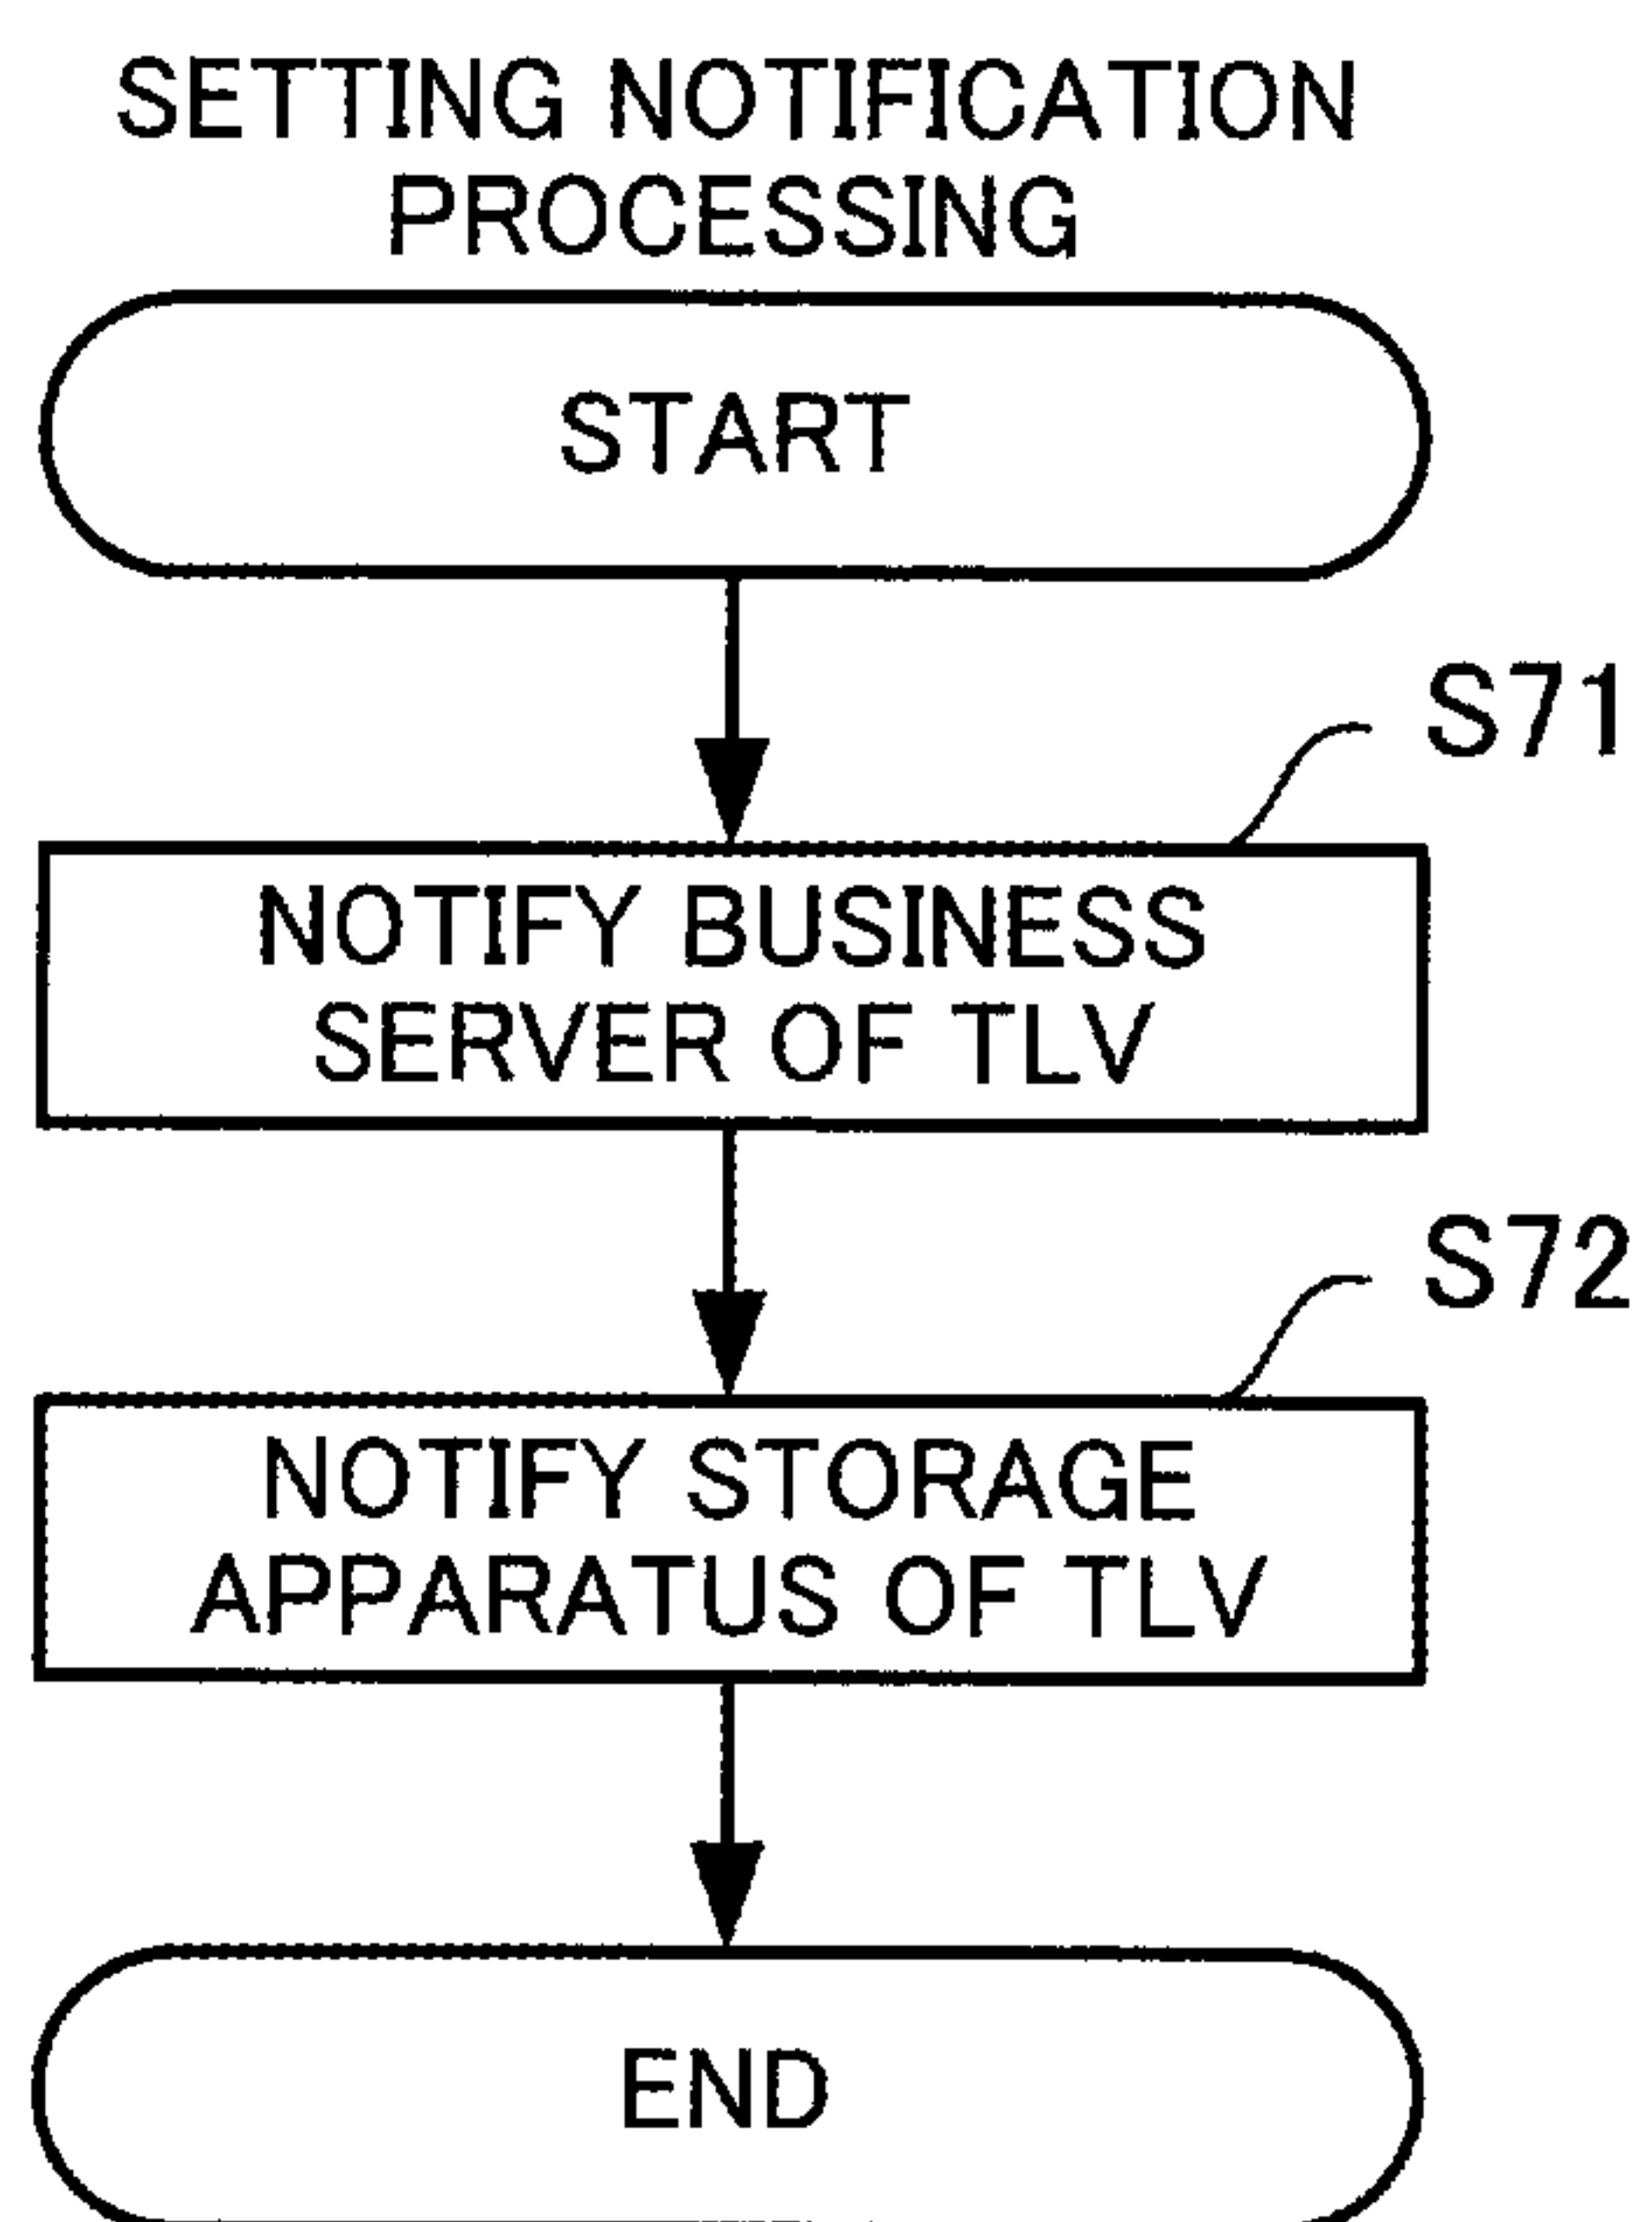 SETTING NOTIFICATION
PROCESSING
START
S71
NOTIFY BUSINESS
SERVER OF TLV
S72
NOTIFY STORAGE
APPARATUS OF TLV
END